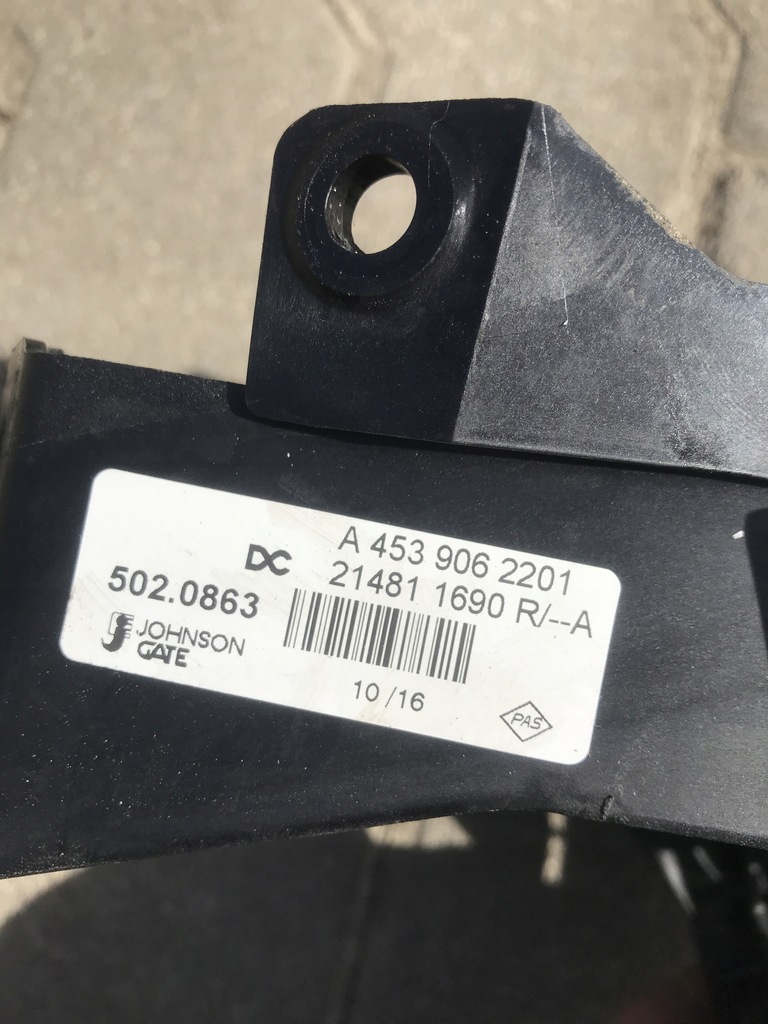 A 453 906 2201
DC 21481 1690 R/--A
502.0863
JOHNSON
GATE
10 /16
PAS